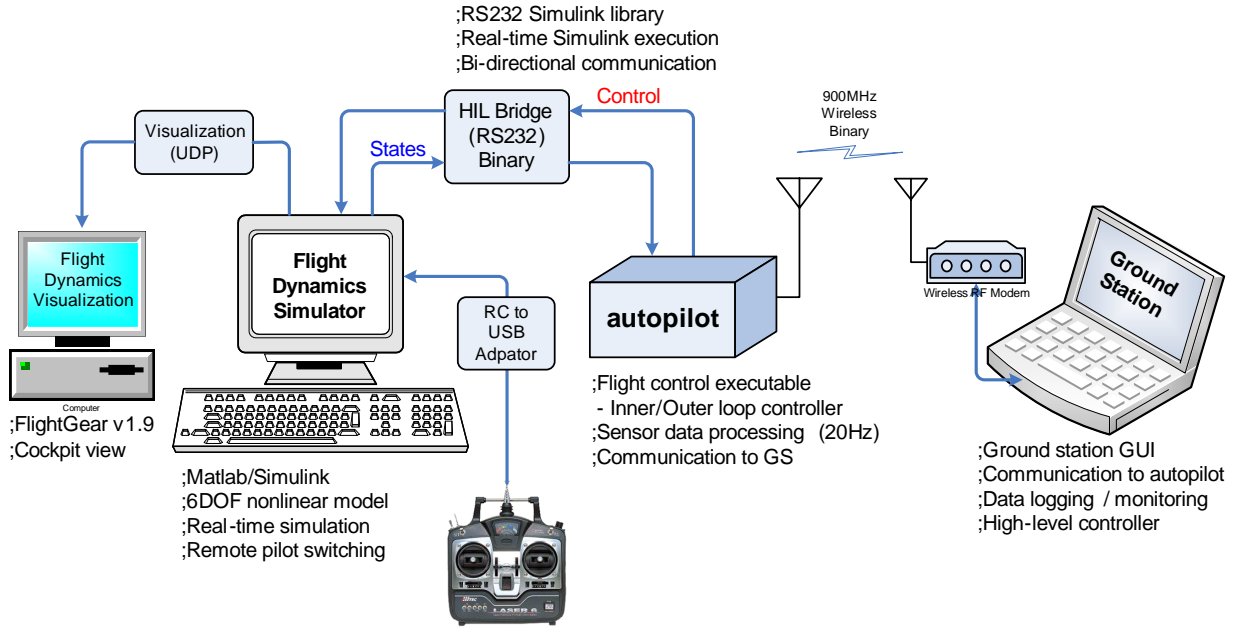 ;RS232 Simulink library
;Real-time Simulink execution
;Bi-directional communication
Visualization
(UDP)
States
HIL Bridge
(RS232)
Binary
Control
900MHz
Wireless
Binary
Flight
Dynamics
Visualization
Computer
;FlightGear v1.9
;Cockpit view
Flight
Dynamics
Simulator
;Matlab/Simulink
;6DOF nonlinear model
;Real-time simulation
;Remote pilot switching
RC to
USB
Adpator
LASER 6
autopilot
;Flight control executable
- Inner/Outer loop controller
;Sensor data processing (20Hz)
;Communication to GS
Wireless RF Modem
Ground
Station
;Ground station GUI
;Communication to autopilot
;Data logging / monitoring
;High-level controller